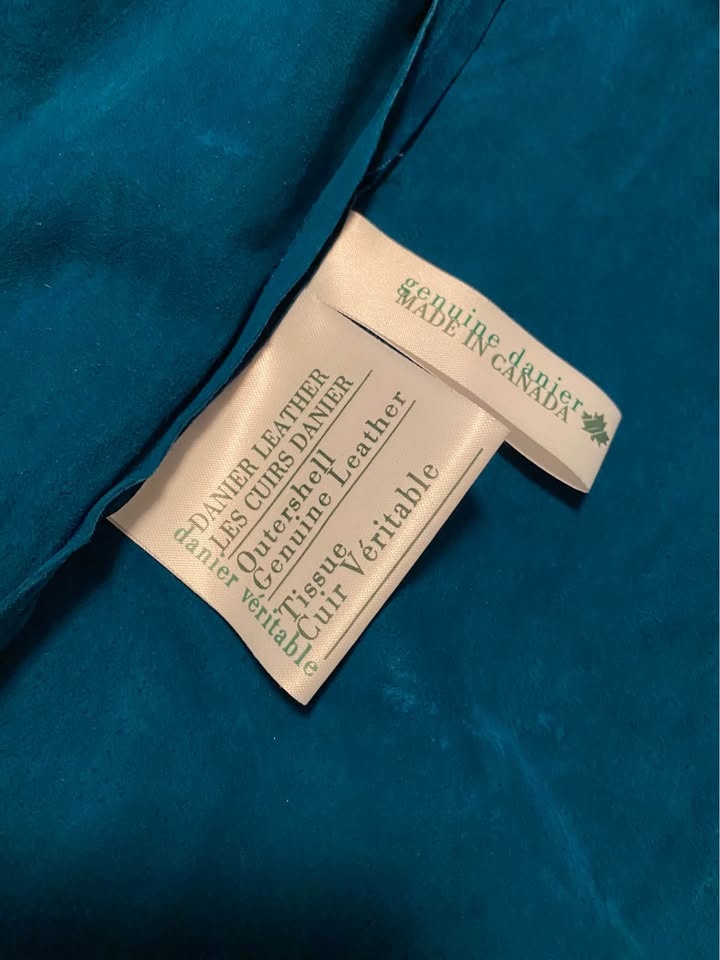 genuine danier
MADE IN CANADA
DANIER LEATHER
LES CUIRS DANIER
Outershell
Genuine Leather
Tissue
Cuir Véritable
danier véritable